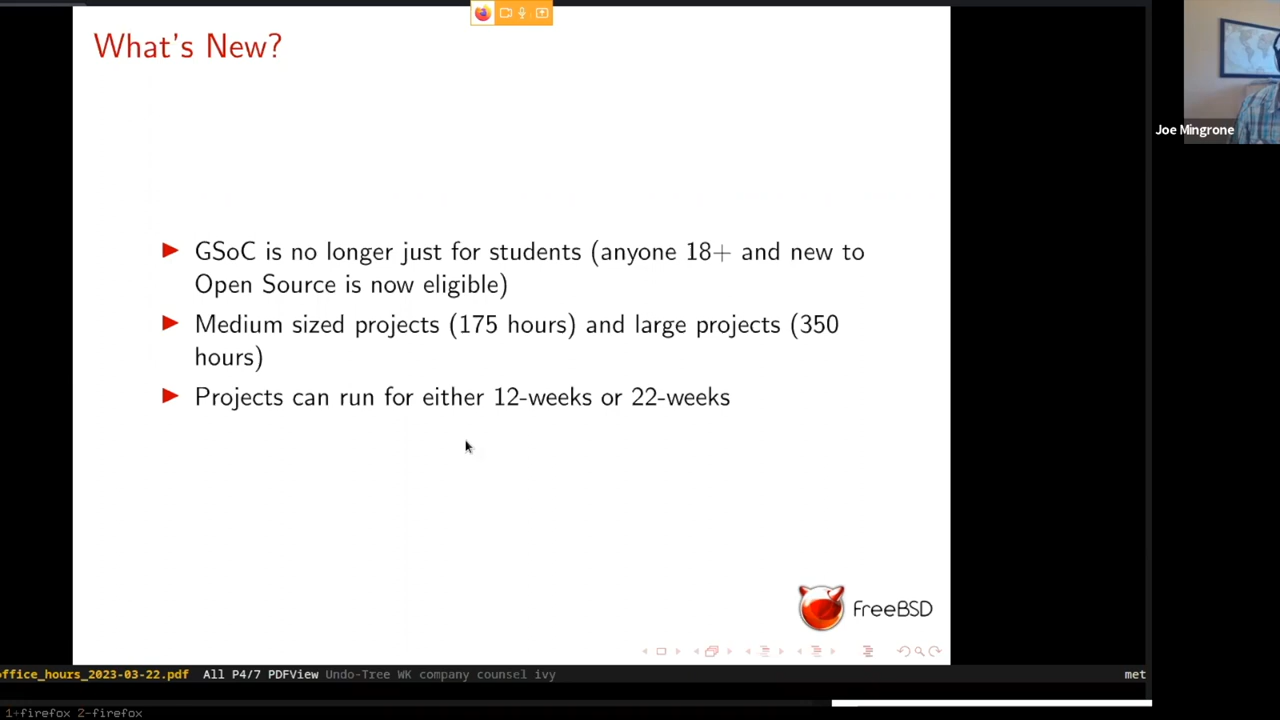 What's New?
Joe Mingrone
GSoC is no longer just for students (anyone 18+ and new to
Open Source is now eligible)
Medium sized projects (175 hours) and large projects (350
hours)
Projects can run for either 12-weeks or 22-weeks
FreeBSD
office_hours_2023-03-22.pdf All P4/7 PDFView Undo-Tree WK company counsel ivy met
1+firefox 2-firefox